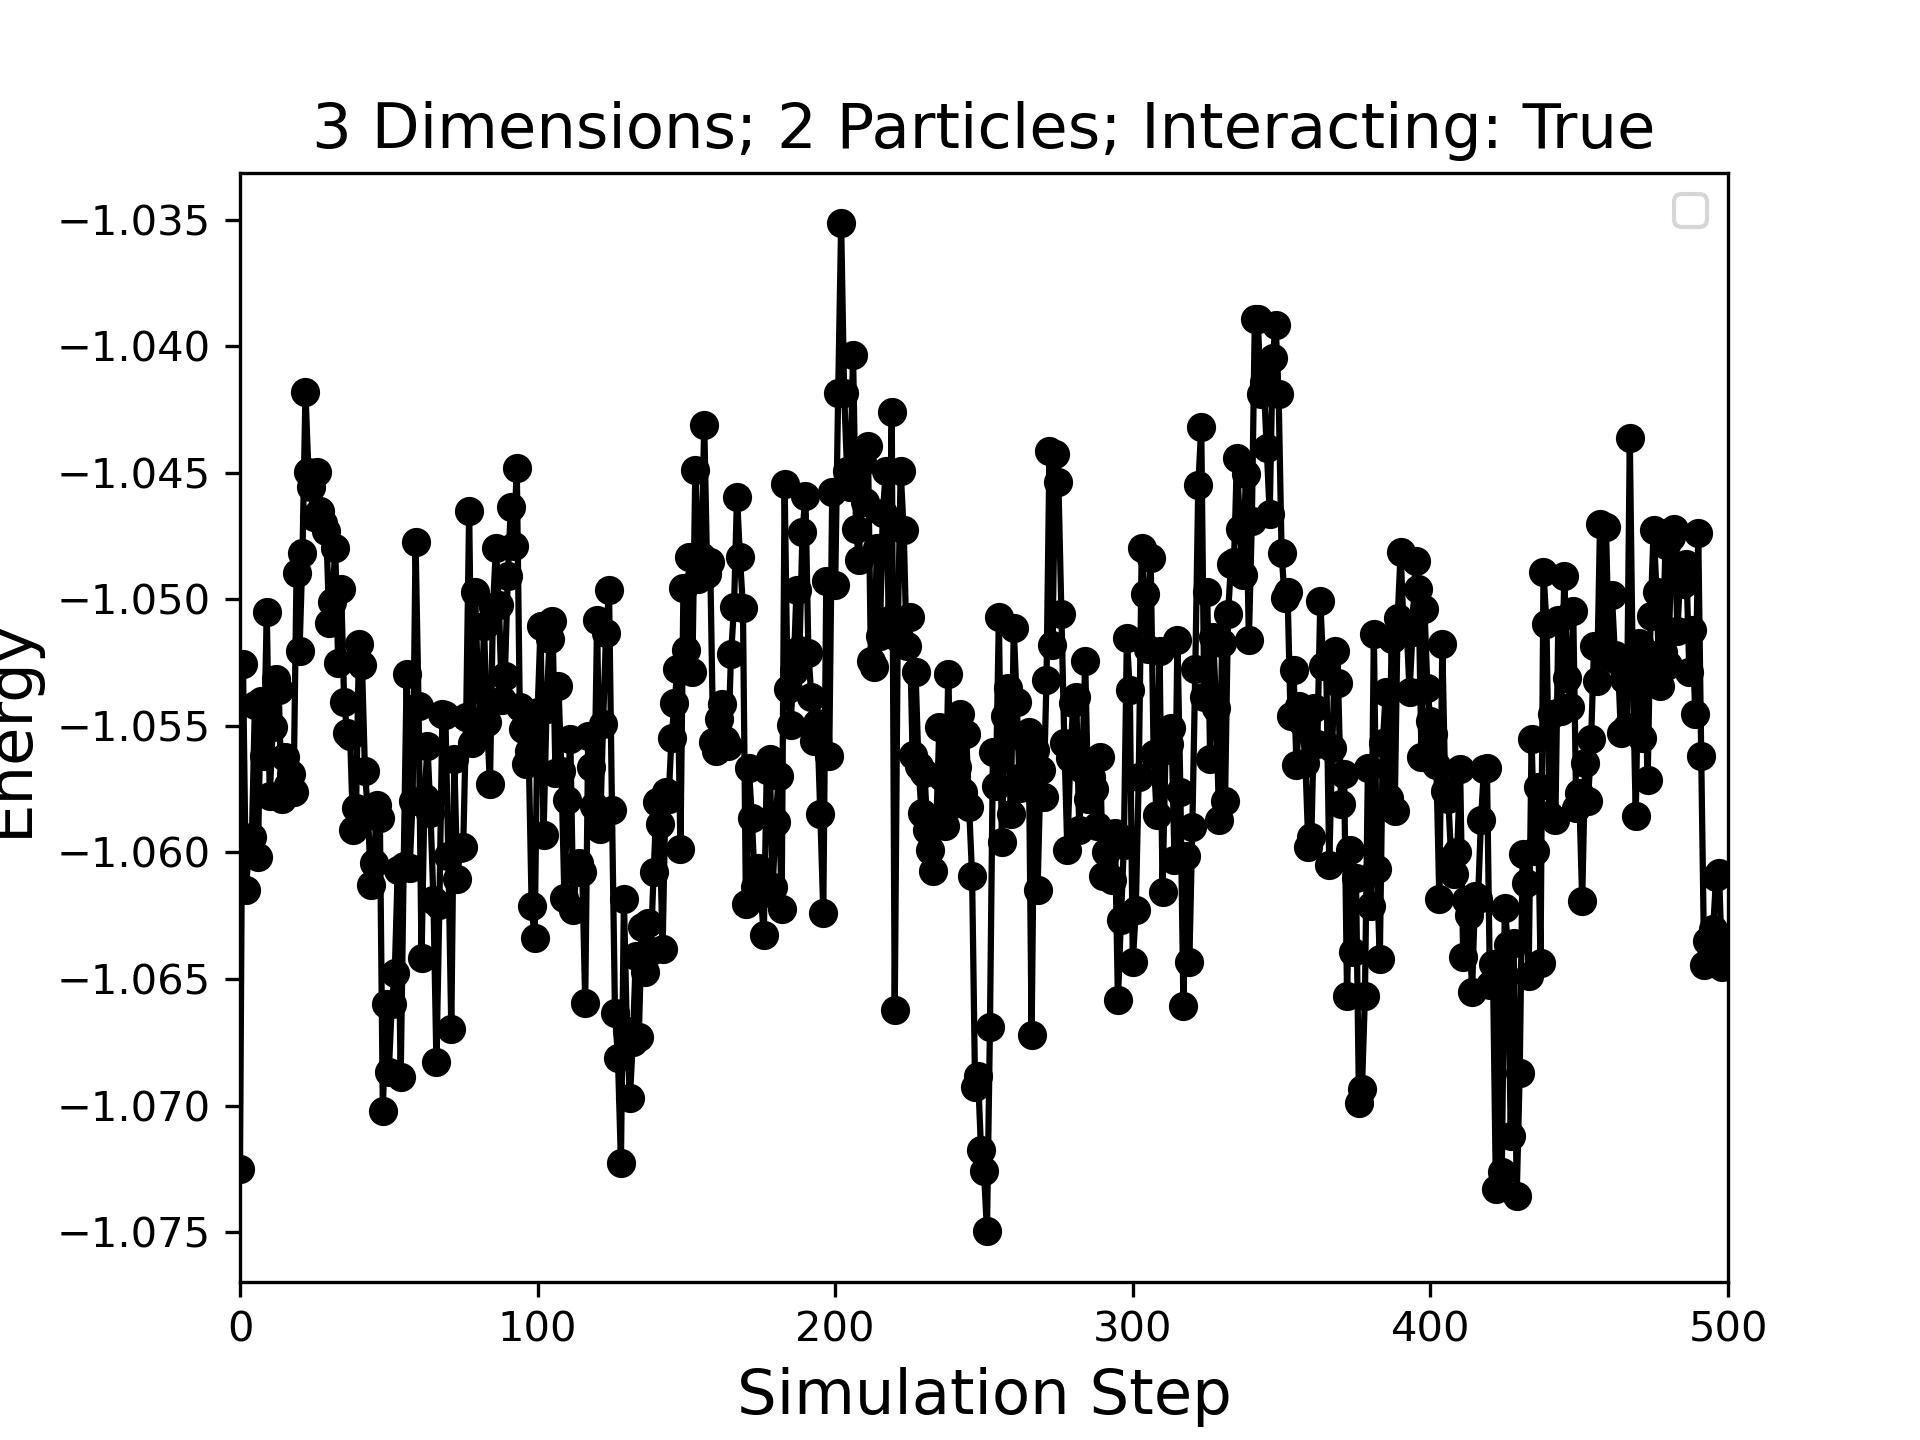 3 Dimensions; 2 Particles; Interacting: True
−1.035
−1.040
−1.045
−1.050
−1.055
−1.060
−1.065
−1.070
−1.075
Energy
0 100 200 300 400 500
Simulation Step